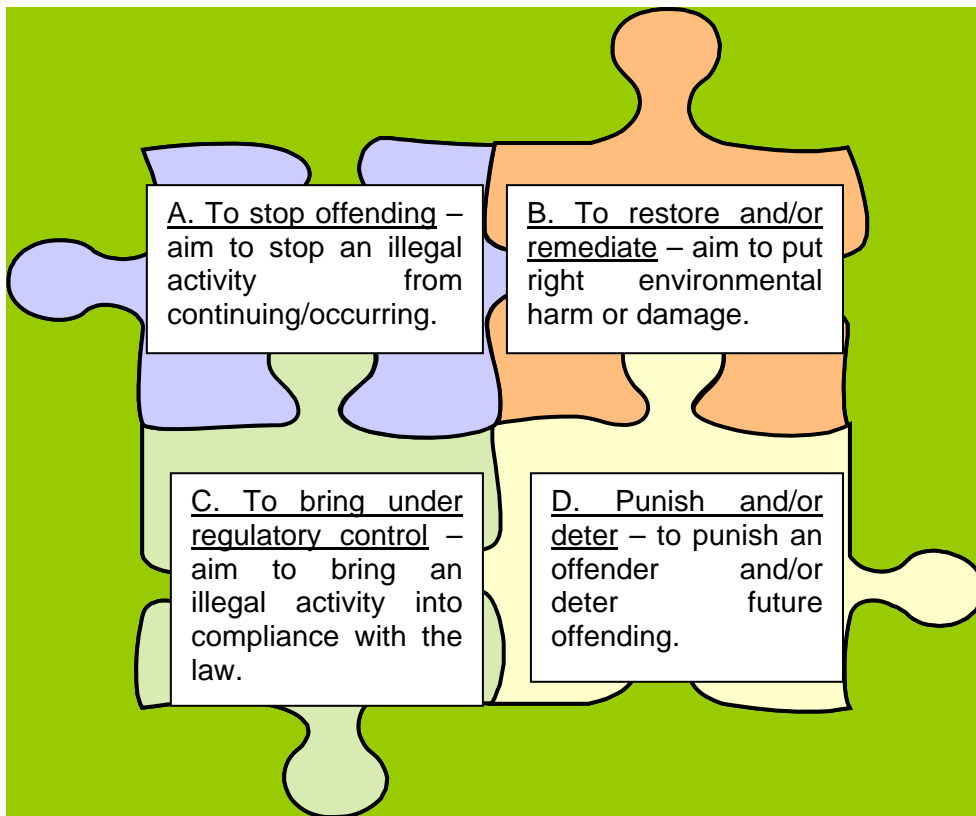 A. To stop offending –
aim to stop an illegal
activity from
continuing/occurring.
B. To restore and/or
remediate – aim to put
right environmental
harm or damage.
C. To bring under
regulatory control –
aim to bring an
illegal activity into
compliance with the
law.
D. Punish and/or
deter – to punish an
offender and/or
deter future
offending.